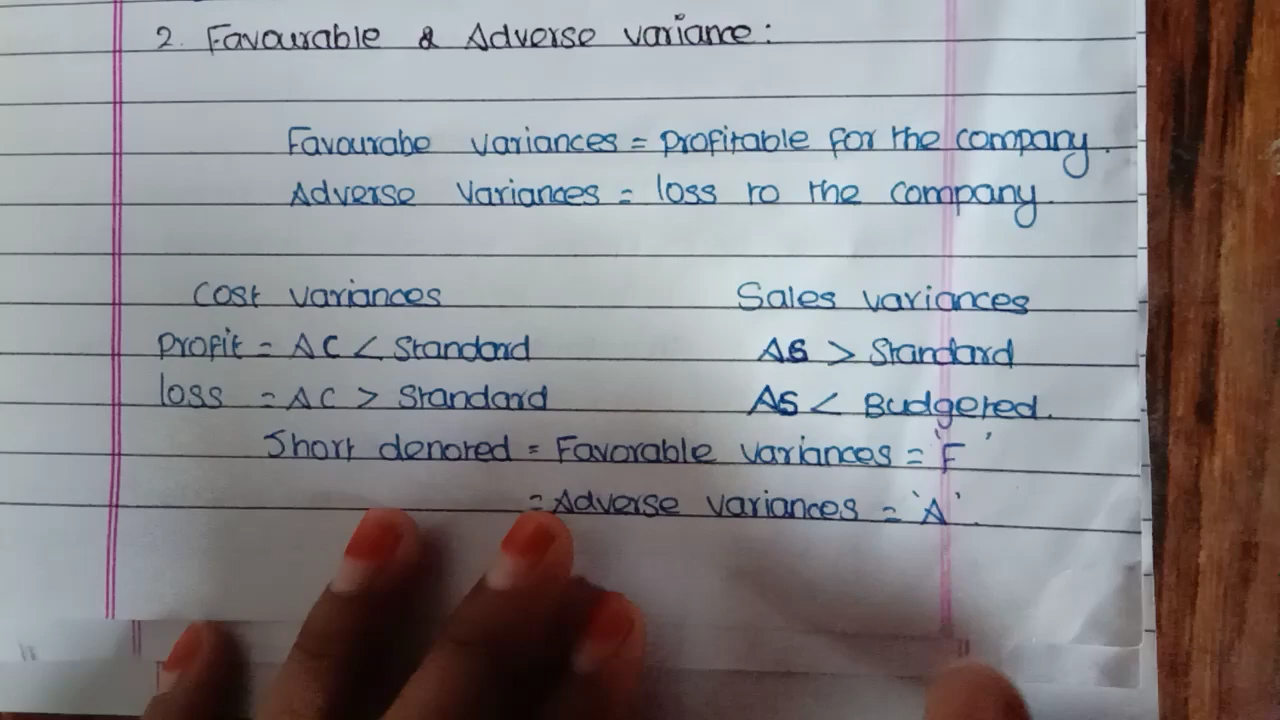 2. Favourable & Adverse variance:
Favourabe variances = profitable for the company.
Adverse Variances = loss to the company
Cost variances Sales variances
Profit = AC < Standard AS > Standard
loss = AC > Standard AS < Budgeted.
Short denoted = Favorable variances = 'F'
= Adverse variances = 'A'.